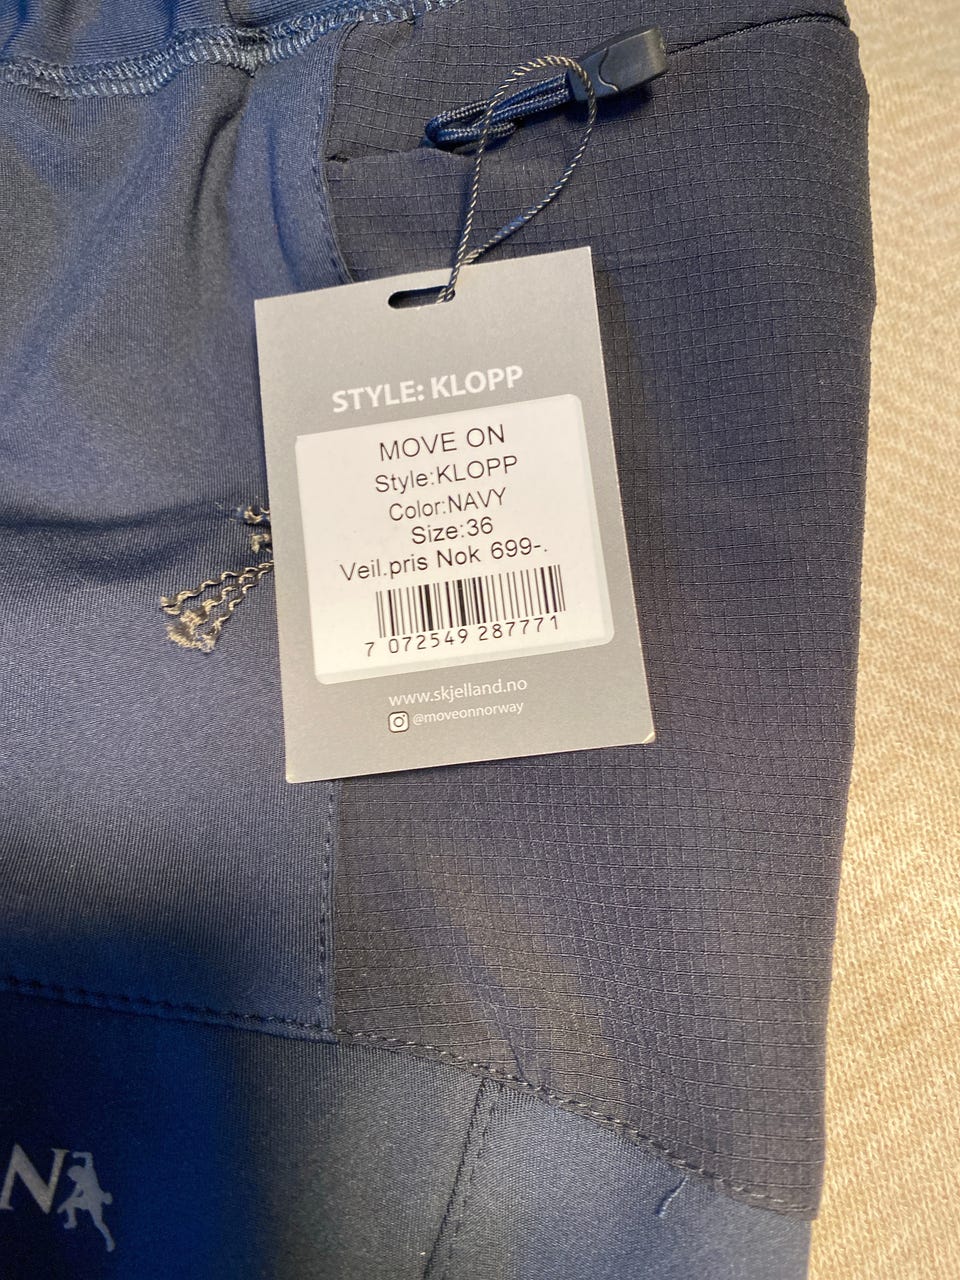 STYLE: KLOPP
MOVE ON
Style:KLOPP
Color:NAVY
Size:36
Veil.pris Nok 699-.
7 072549 287771
www.skjelland.no
@moveonnorway
N